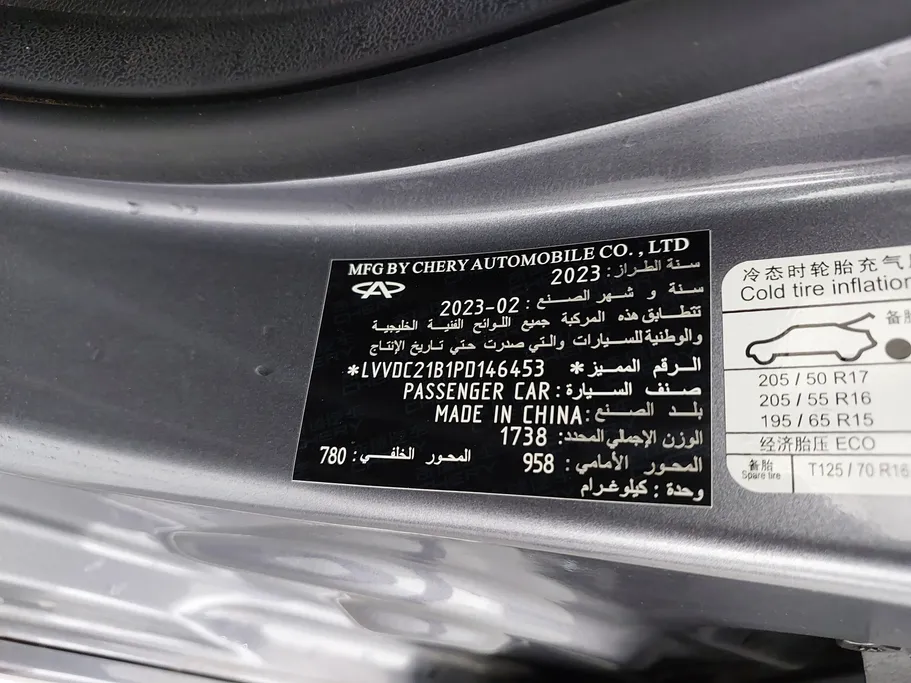 MFG BY CHERY AUTOMOBILE CO. , LTD
سنة الطراز: 2023
سنة و شهر الصنع : 2023-02
تتطابق هذه المركبة جميع اللوائح الفنية الخليجية
والوطنية للسيارات والتي صدرت حتي تاريخ الإنتاج
الرقم المميز: *LVVDC21B1PD146453*
صنف السيارة: PASSENGER CAR
بلد الصنع: MADE IN CHINA
الوزن الإجمالي المحدد: 1738
المحور الأمامي: 958 المحور الخلفي: 780
وحدة : كيلوغرام
冷态时轮胎充气
Cold tire inflation
备胎
205 / 50 R17
205 / 55 R16
195 / 65 R15
经济胎压 ECO
备胎
Spare tire
T125 / 70 R16